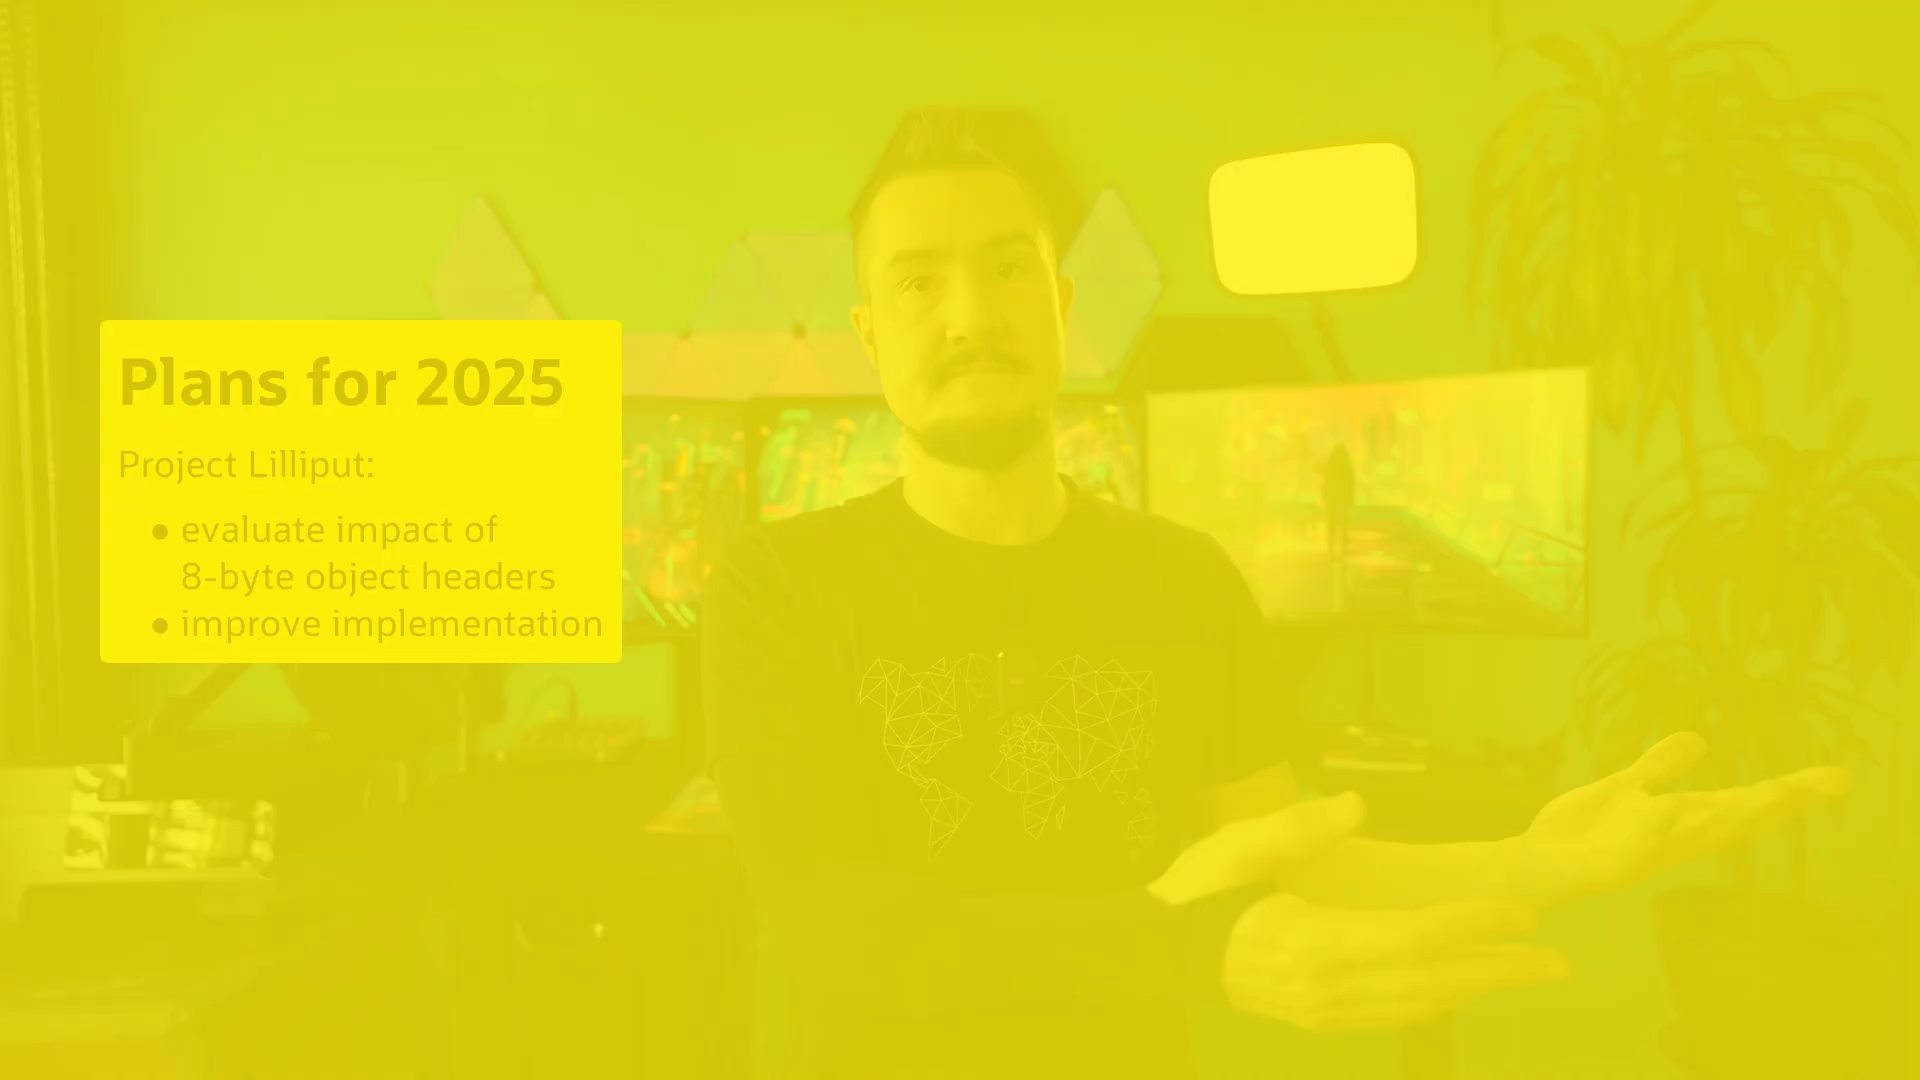 Plans for 2025
Project Lilliput:
• evaluate impact of
8-byte object headers
• improve implementation